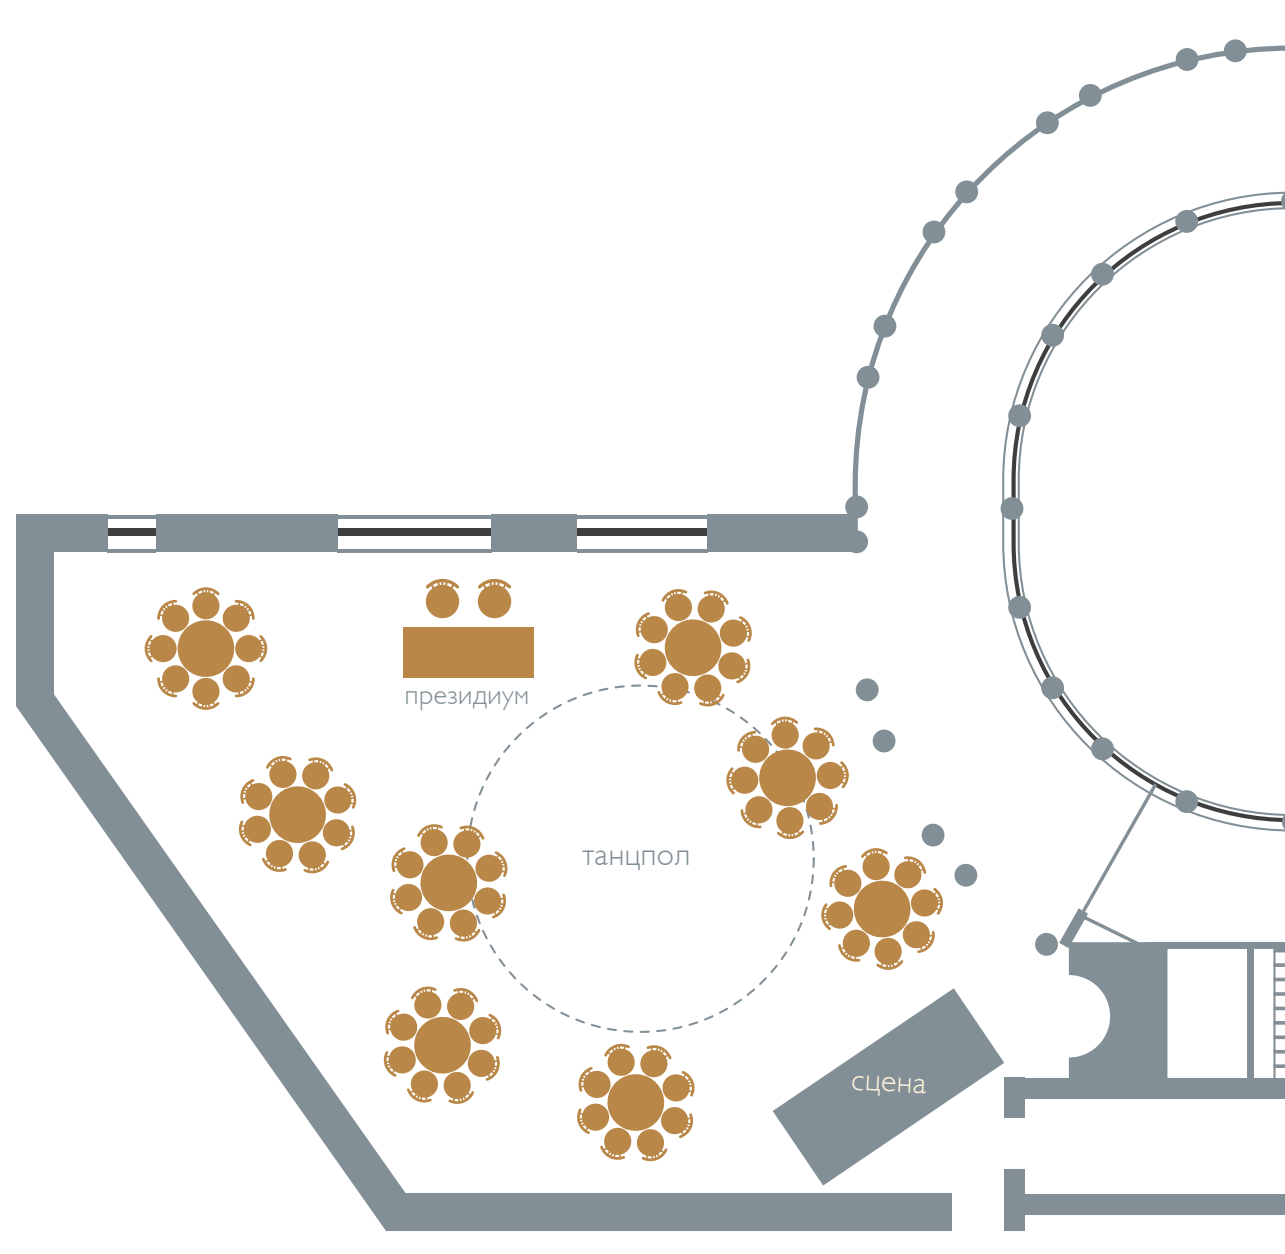 президиум
танцпол
сцена